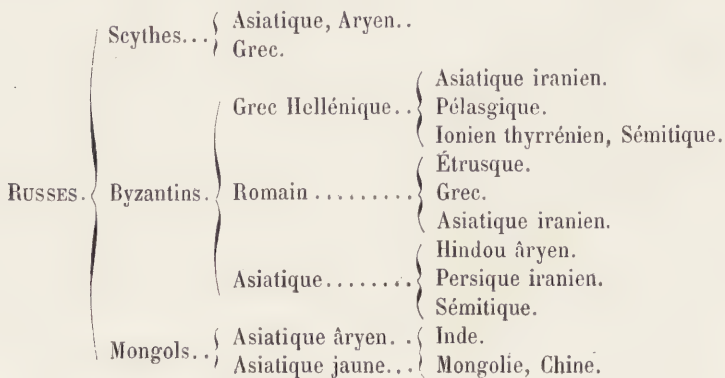 Scythes... Asiatique, Aryen..
Grec.
Grec Hellénique.. Asiatique iranien.
Pélasgique.
Ionien thyrrénien, Sémitique.
RUSSES. Byzantins. Romain ......... Étrusque.
Grec.
Asiatique iranien.
Asiatique........ Hindou âryen.
Persique iranien.
Sémitique.
Mongols.. Asiatique âryen.. Inde.
Asiatique jaune... Mongolie, Chine.